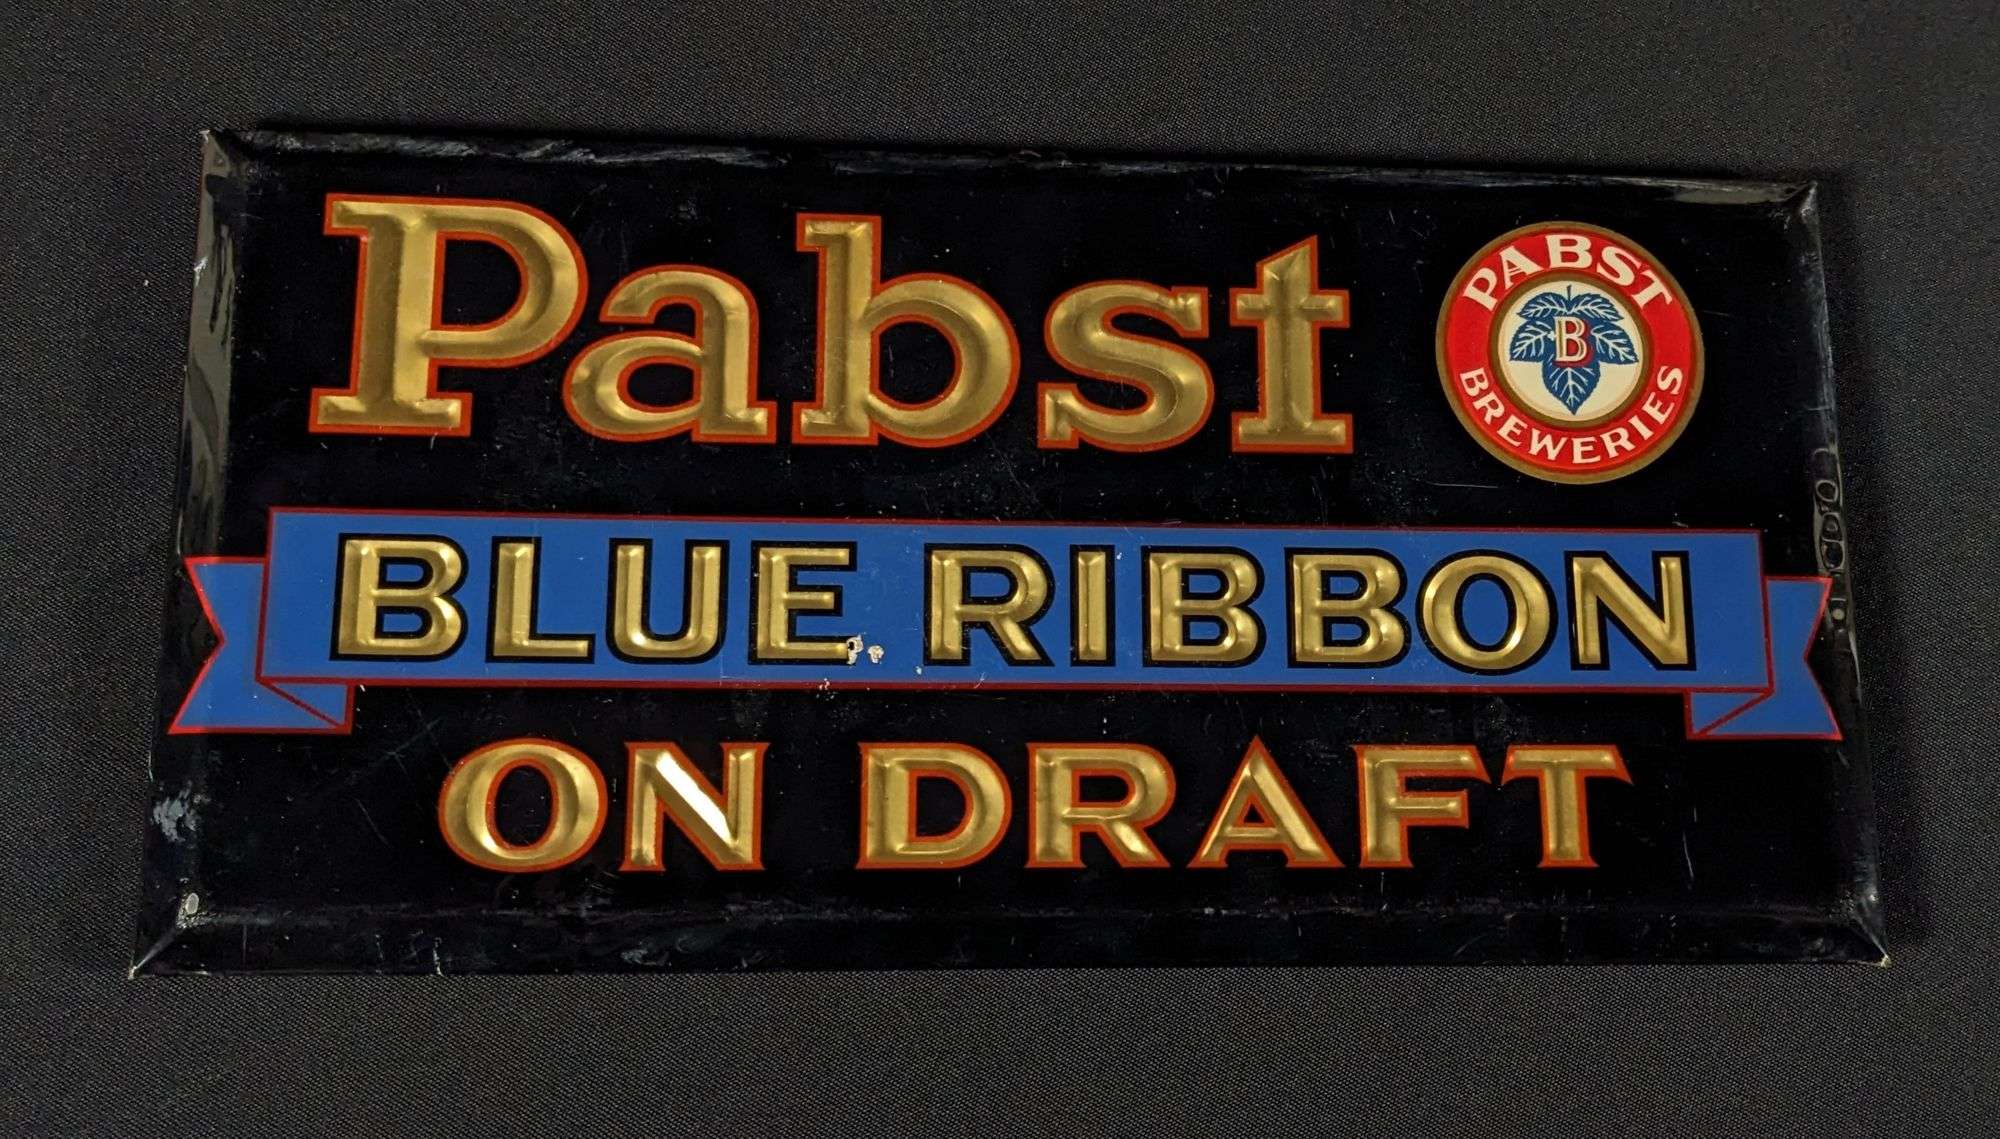 Pabst
PABST
B
BREWERIES
BLUE RIBBON
ON DRAFT